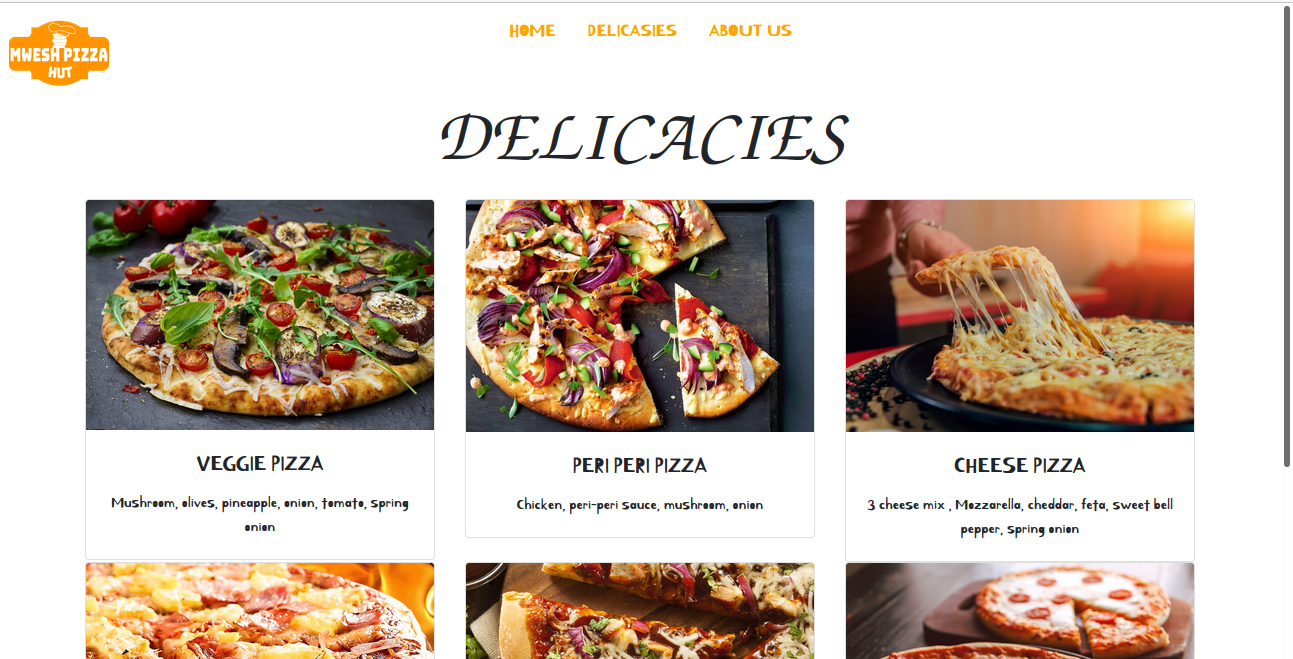 MWESH PIZZA
HUT
HOME DELICASIES ABOUT US
DELICACIES
VEGGIE PIZZA
Mushroom, olives, pineapple, onion, tomato, spring
onion
PERI PERI PIZZA
Chicken, peri-peri sauce, mushroom, onion
CHEESE PIZZA
3 cheese mix , Mozzarella, cheddar, feta, sweet bell
pepper, spring onion